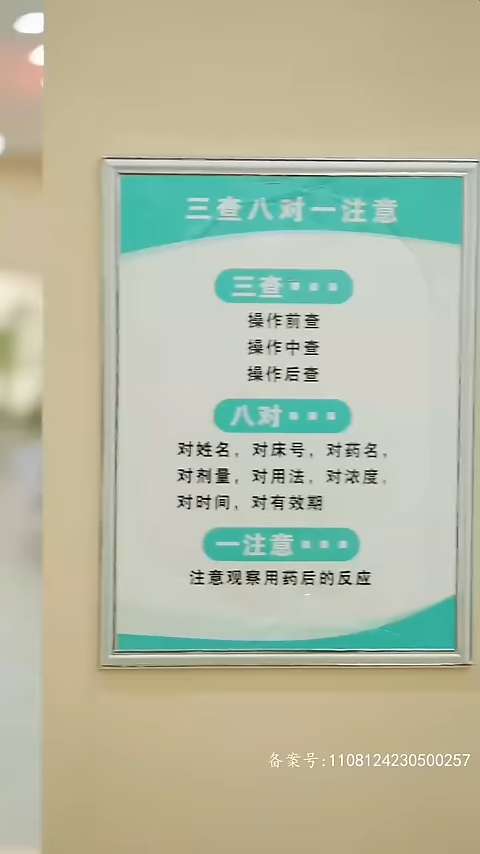 三查八对一注意
三查
操作前查
操作中查
操作后查
八对
对姓名，对床号，对药名，
对剂量，对用法，对浓度，
对时间，对有效期
一注意
注意观察用药后的反应
备案号:1108124230500257